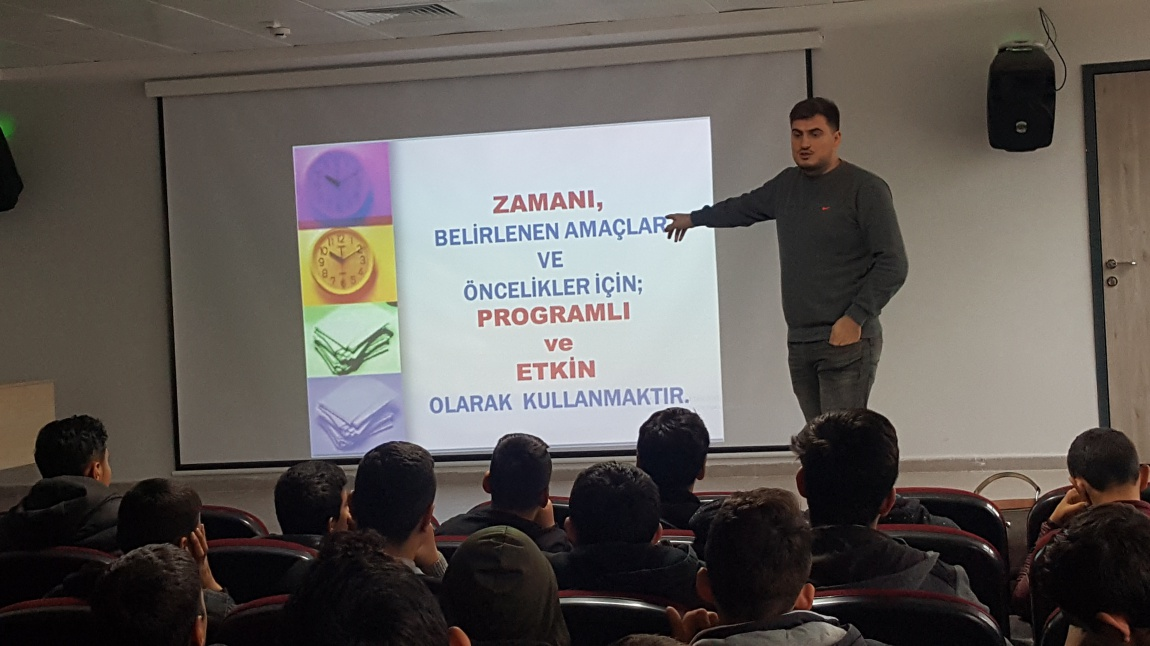 ZAMANI,
BELİRLENEN AMAÇLAR
VE
ÖNCELİKLER İÇİN;
PROGRAMLI
ve
ETKİN
OLARAK KULLANMAKTIR.